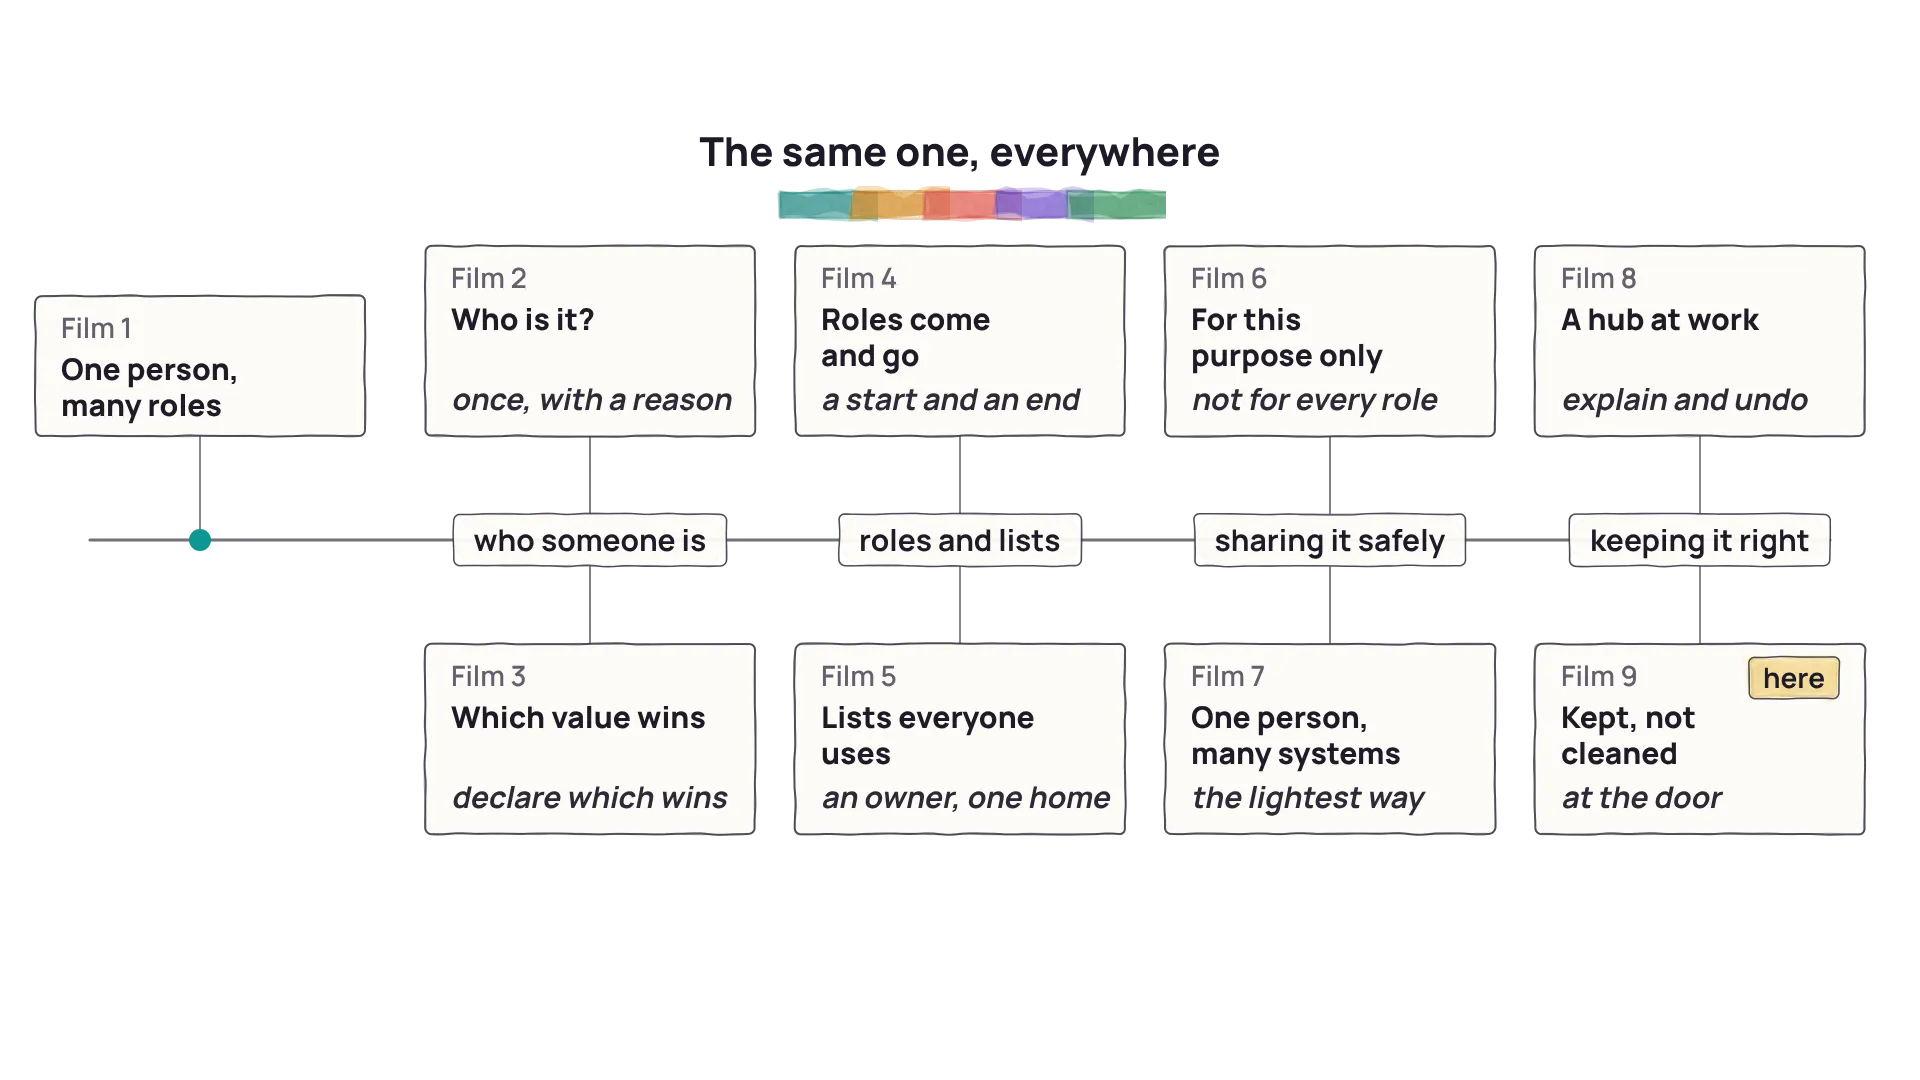 The same one, everywhere
Film 1
One person,
many roles
Film 2
Who is it?
once, with a reason
Film 4
Roles come
and go
a start and an end
Film 6
For this
purpose only
not for every role
Film 8
A hub at work
explain and undo
who someone is
roles and lists
sharing it safely
keeping it right
Film 3
Which value wins
declare which wins
Film 5
Lists everyone
uses
an owner, one home
Film 7
One person,
many systems
the lightest way
Film 9
here
Kept, not
cleaned
at the door